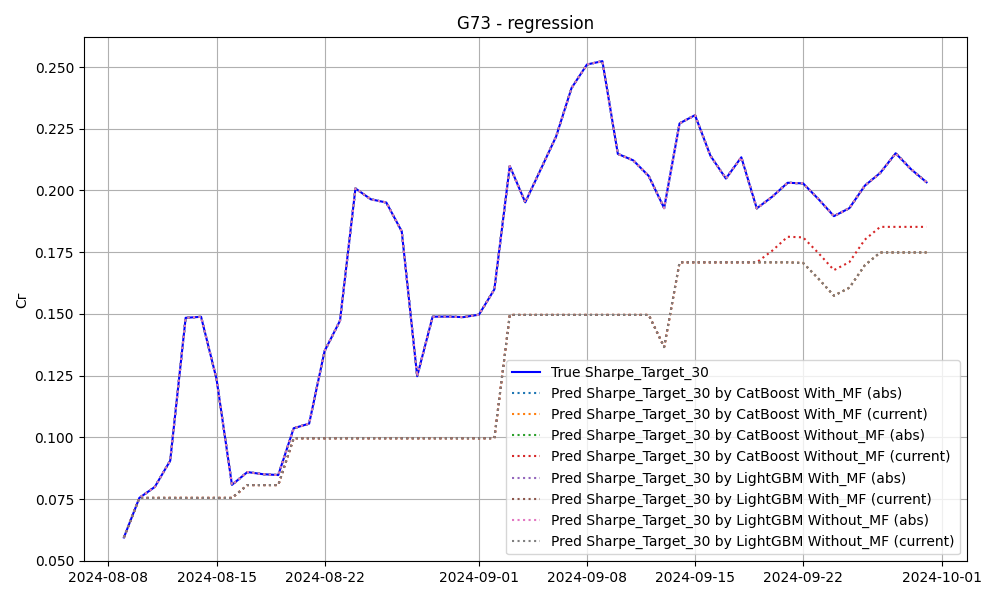 G73 - regression
Cr
0.250
0.225
0.200
0.175
0.150
0.125
0.100
0.075
0.050
True Sharpe_Target_30
Pred Sharpe_Target_30 by CatBoost With_MF (abs)
Pred Sharpe_Target_30 by CatBoost With_MF (current)
Pred Sharpe_Target_30 by CatBoost Without_MF (abs)
Pred Sharpe_Target_30 by CatBoost Without_MF (current)
Pred Sharpe_Target_30 by LightGBM With_MF (abs)
Pred Sharpe_Target_30 by LightGBM With_MF (current)
Pred Sharpe_Target_30 by LightGBM Without_MF (abs)
Pred Sharpe_Target_30 by LightGBM Without_MF (current)
2024-08-08 2024-08-15 2024-08-22 2024-09-01 2024-09-08 2024-09-15 2024-09-22 2024-10-01